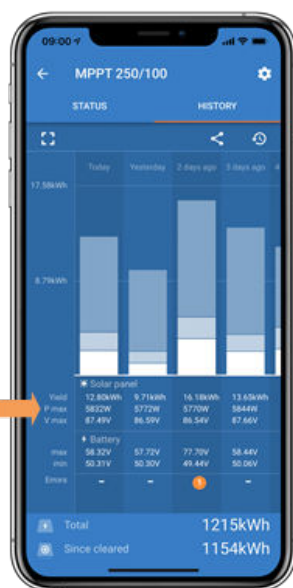 09:00
MPPT 250/100
STATUS HISTORY
Today Yesterday 2 days ago 3 days ago 4
17.58kWh
8.79kWh
Solar panel
Yield 12.80kWh 9.71kWh 16.18kWh 13.65kWh
P max 5832W 5772W 5770W 5844W
V max 87.49V 86.59V 86.54V 87.66V
Battery
max 58.32V 57.72V 77.70V 58.44V
min 50.31V 50.30V 49.44V 50.06V
Errors - - 1 -
Total 1215kWh
Since cleared 1154kWh